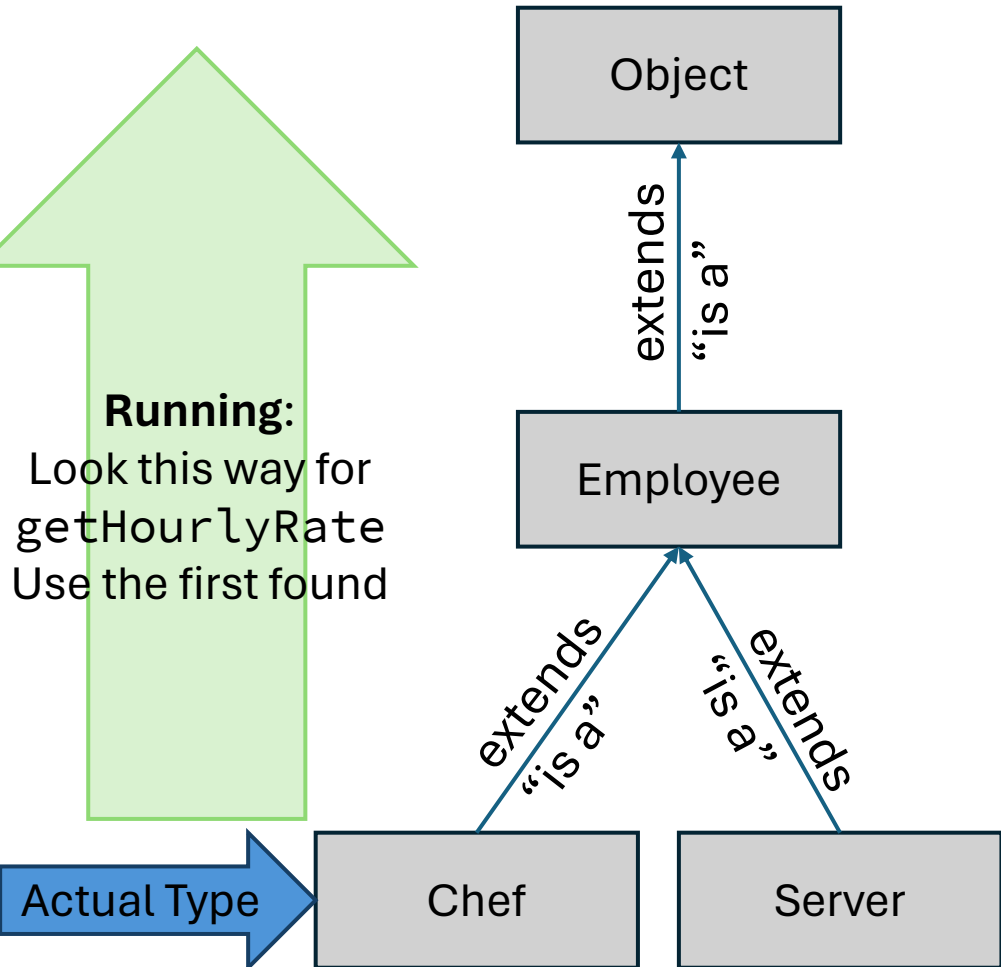 Object
extends
“is a”
Running:
Look this way for
getHourlyRate
Use the first found
Employee
extends
“is a”
extends
“is a”
Actual Type
Chef
Server